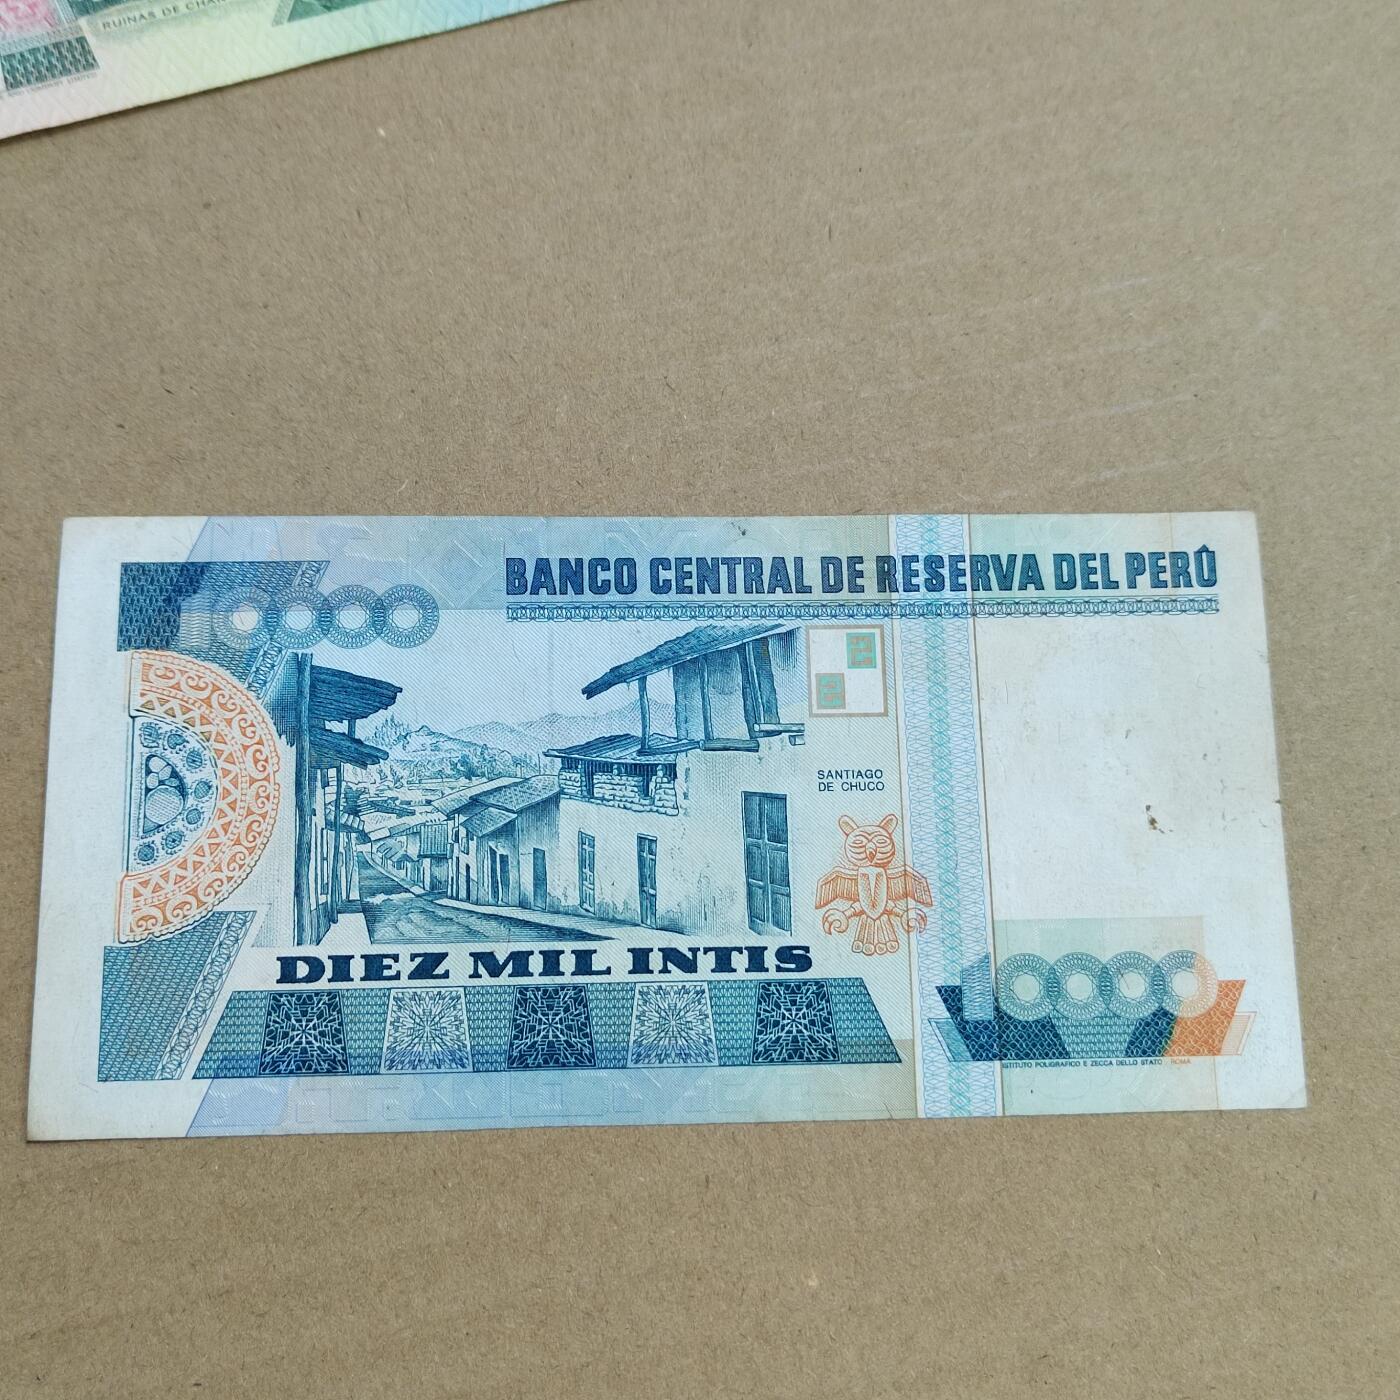 RUINAS DE CHAN
BANCO CENTRAL DE RESERVA DEL PERÚ
10000
SANTIAGO
DE CHUCO
DIEZ MIL INTIS
10000
ISTITUTO POLIGRAFICO E ZECCA DELLO STATO - ROMA